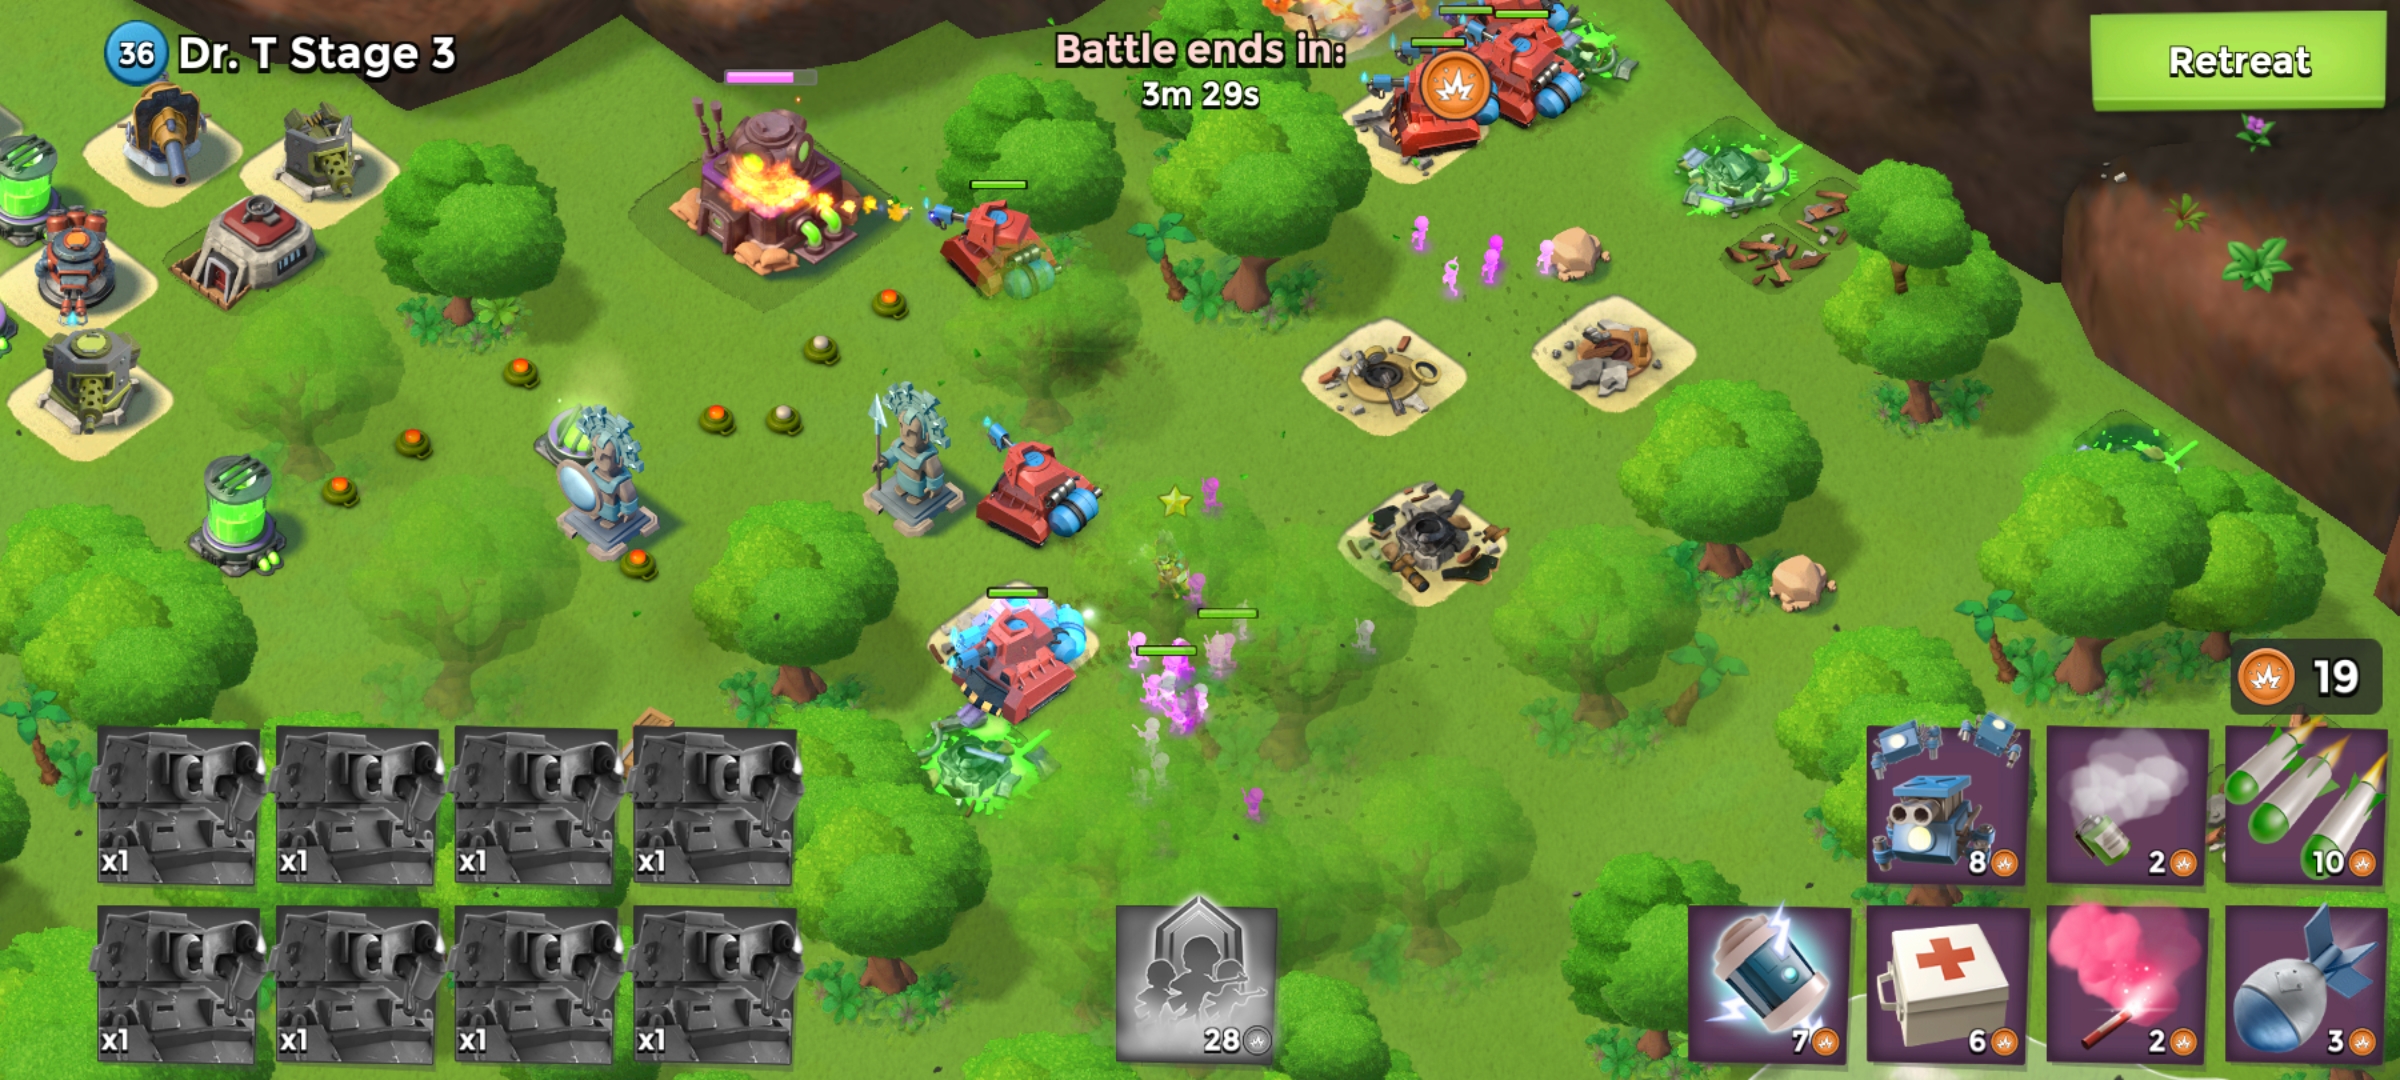 36 Dr. T Stage 3
Battle ends in:
3m 29s
Retreat
19
8
2
10
x1
x1
x1
x1
x1
x1
x1
x1
28
7
6
2
3